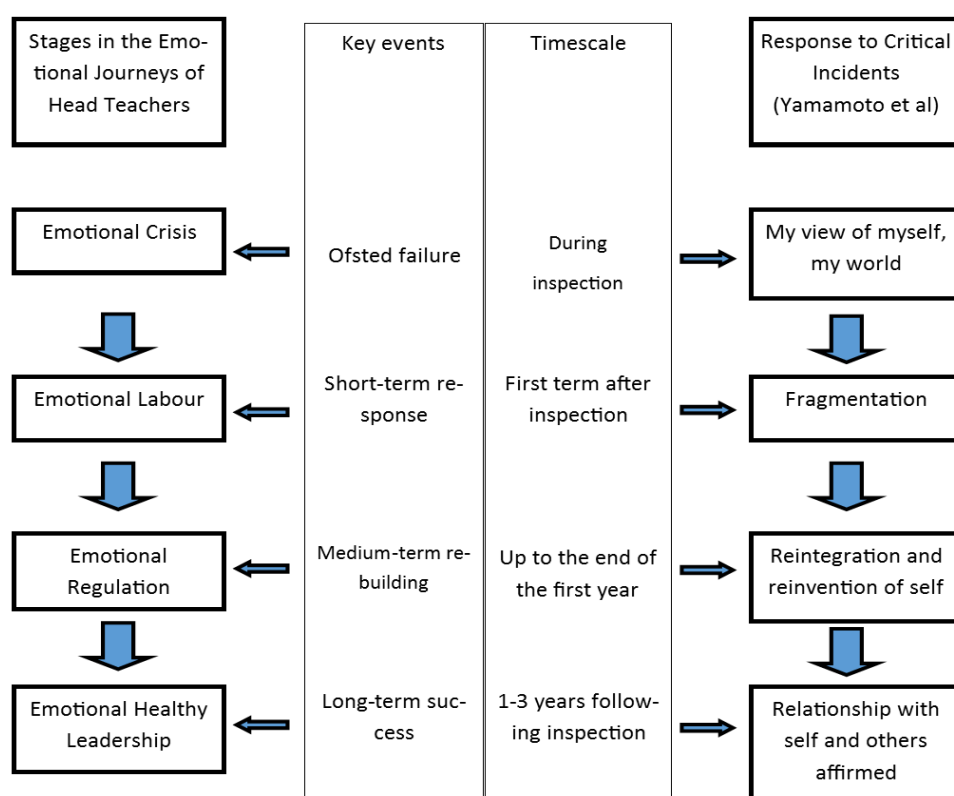 Stages in the Emo-
tional Journeys of
Head Teachers
Key events
Timescale
Response to Critical
Incidents
(Yamamoto et al)
Emotional Crisis
Ofsted failure
During
inspection
My view of myself,
my world
Emotional Labour
Short-term re-
sponse
First term after
inspection
Fragmentation
Emotional
Regulation
Medium-term re-
building
Up to the end of
the first year
Reintegration and
reinvention of self
Emotional Healthy
Leadership
Long-term suc-
cess
1-3 years follow-
ing inspection
Relationship with
self and others
affirmed